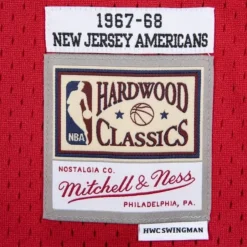 1967-68
NEW JERSEY AMERICANS
HARDWOOD
NBA
CLASSICS
NOSTALGIA CO.
Mitchell & Ness
PHILADELPHIA, PA.
HWC SWINGMAN